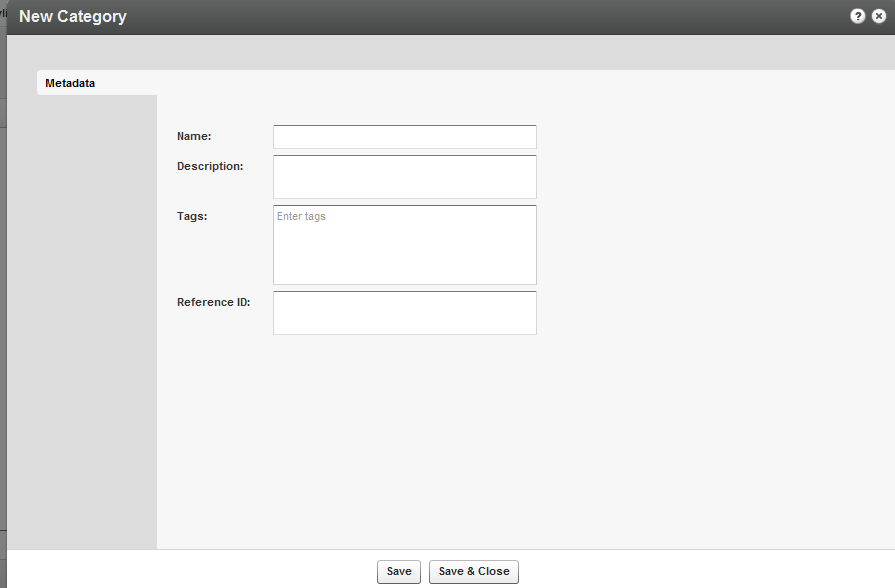 New Category
?
Metadata
Name:
Description:
Tags:
Enter tags
Reference ID:
Save
Save & Close